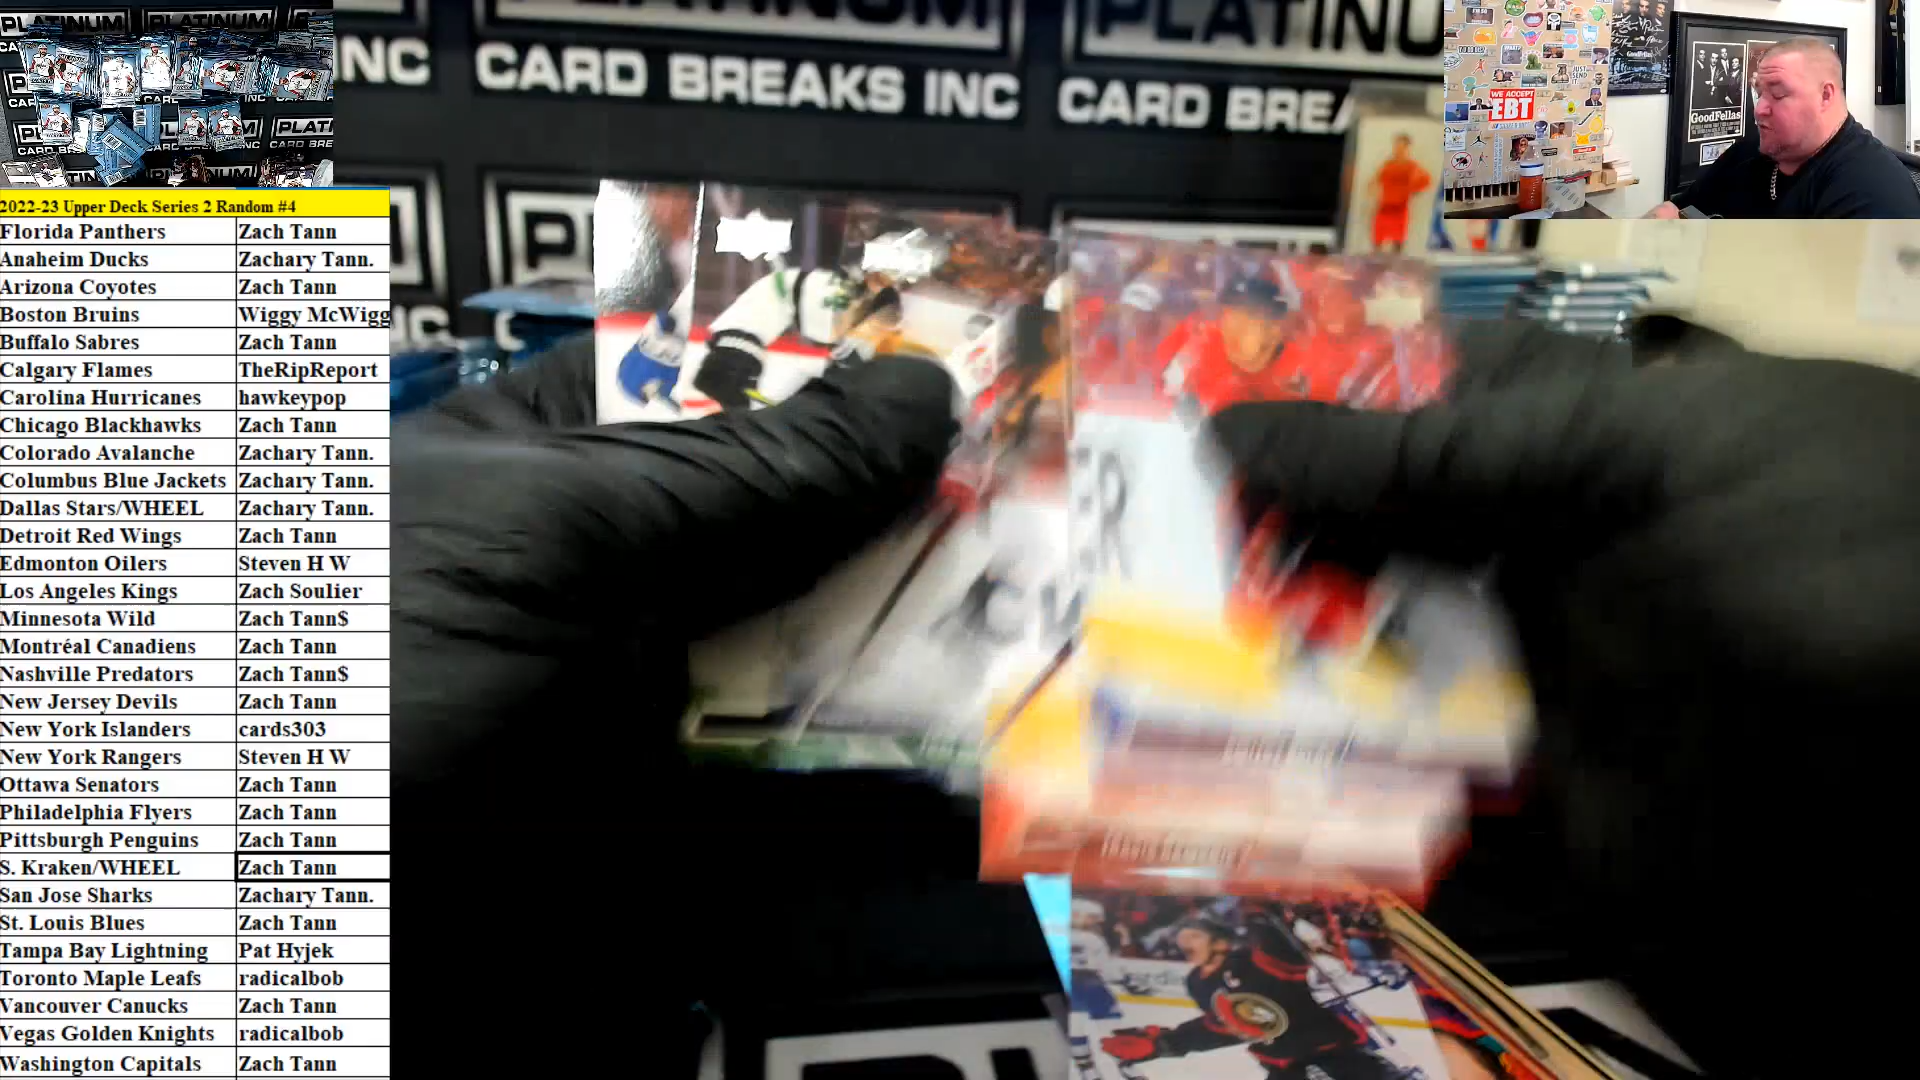 PLATINUM
PLATINUM
INC CARD BREAKS INC CARD BREA
GoodFellas
WE ACCEPT
EBT
2022-23 Upper Deck Series 2 Random #4
Florida Panthers Zach Tann
Anaheim Ducks Zachary Tann.
Arizona Coyotes Zach Tann
Boston Bruins Wiggy McWigg
Buffalo Sabres Zach Tann
Calgary Flames TheRipReport
Carolina Hurricanes hawkeypop
Chicago Blackhawks Zach Tann
Colorado Avalanche Zachary Tann.
Columbus Blue Jackets Zachary Tann.
Dallas Stars/WHEEL Zachary Tann.
Detroit Red Wings Zach Tann
Edmonton Oilers Steven H W
Los Angeles Kings Zach Soulier
Minnesota Wild Zach Tann$
Montréal Canadiens Zach Tann
Nashville Predators Zach Tann$
New Jersey Devils Zach Tann
New York Islanders cards303
New York Rangers Steven H W
Ottawa Senators Zach Tann
Philadelphia Flyers Zach Tann
Pittsburgh Penguins Zach Tann
S. Kraken/WHEEL Zach Tann
San Jose Sharks Zachary Tann.
St. Louis Blues Zach Tann
Tampa Bay Lightning Pat Hyjek
Toronto Maple Leafs radicalbob
Vancouver Canucks Zach Tann
Vegas Golden Knights radicalbob
Washington Capitals Zach Tann